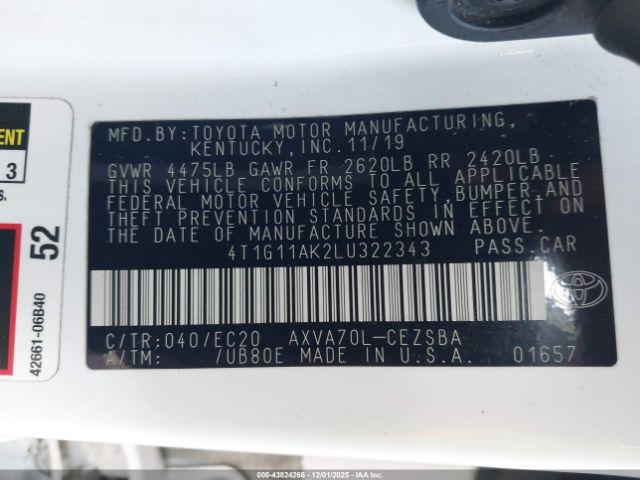 MFD.BY:TOYOTA MOTOR MANUFACTURING,
KENTUCKY,INC.11/19
GVWR 4475LB GAWR FR 2620LB RR 2420LB
THIS VEHICLE CONFORMS TO ALL APPLICABLE
FEDERAL MOTOR VEHICLE SAFETY,BUMPER,AND
THEFT PREVENTION STANDARDS IN EFFECT ON
THE DATE OF MANUFACTURE SHOWN ABOVE.
4T1G11AK2LU322343 PASS.CAR
C/TR:040/EC20 AXVA70L-CEZSBA
A/TM: /UB80E MADE IN U.S.A. 01657
ENT
3
S.
52
42661-06B40
000-43824266 - 12/01/2025 - IAAI.COM